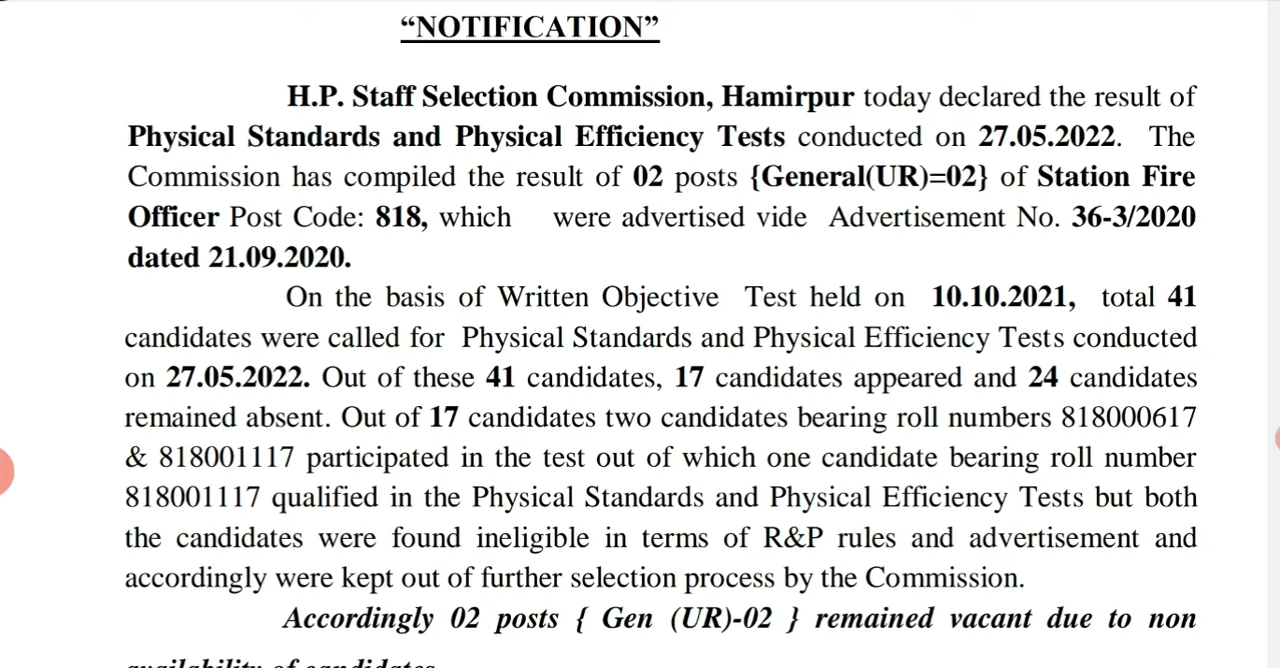 “NOTIFICATION”
H.P. Staff Selection Commission, Hamirpur today declared the result of
Physical Standards and Physical Efficiency Tests conducted on 27.05.2022. The
Commission has compiled the result of 02 posts {General(UR)=02} of Station Fire
Officer Post Code: 818, which were advertised vide Advertisement No. 36-3/2020
dated 21.09.2020.
On the basis of Written Objective Test held on 10.10.2021, total 41
candidates were called for Physical Standards and Physical Efficiency Tests conducted
on 27.05.2022. Out of these 41 candidates, 17 candidates appeared and 24 candidates
remained absent. Out of 17 candidates two candidates bearing roll numbers 818000617
& 818001117 participated in the test out of which one candidate bearing roll number
818001117 qualified in the Physical Standards and Physical Efficiency Tests but both
the candidates were found ineligible in terms of R&P rules and advertisement and
accordingly were kept out of further selection process by the Commission.
Accordingly 02 posts { Gen (UR)-02 } remained vacant due to non
availability of candidates